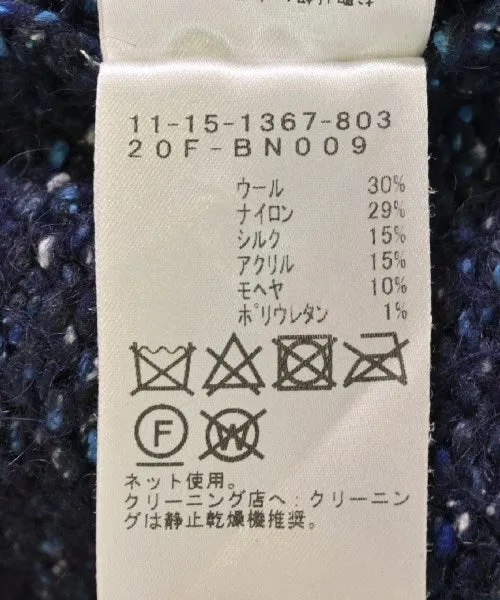 11-15-1367-803
20F-BN009
ウール 30%
ナイロン 29%
シルク 15%
アクリル 15%
モヘヤ 10%
ポリウレタン 1%
F W
ネット使用。
クリーニング店へ:クリーニン
グは静止乾燥機推奨。